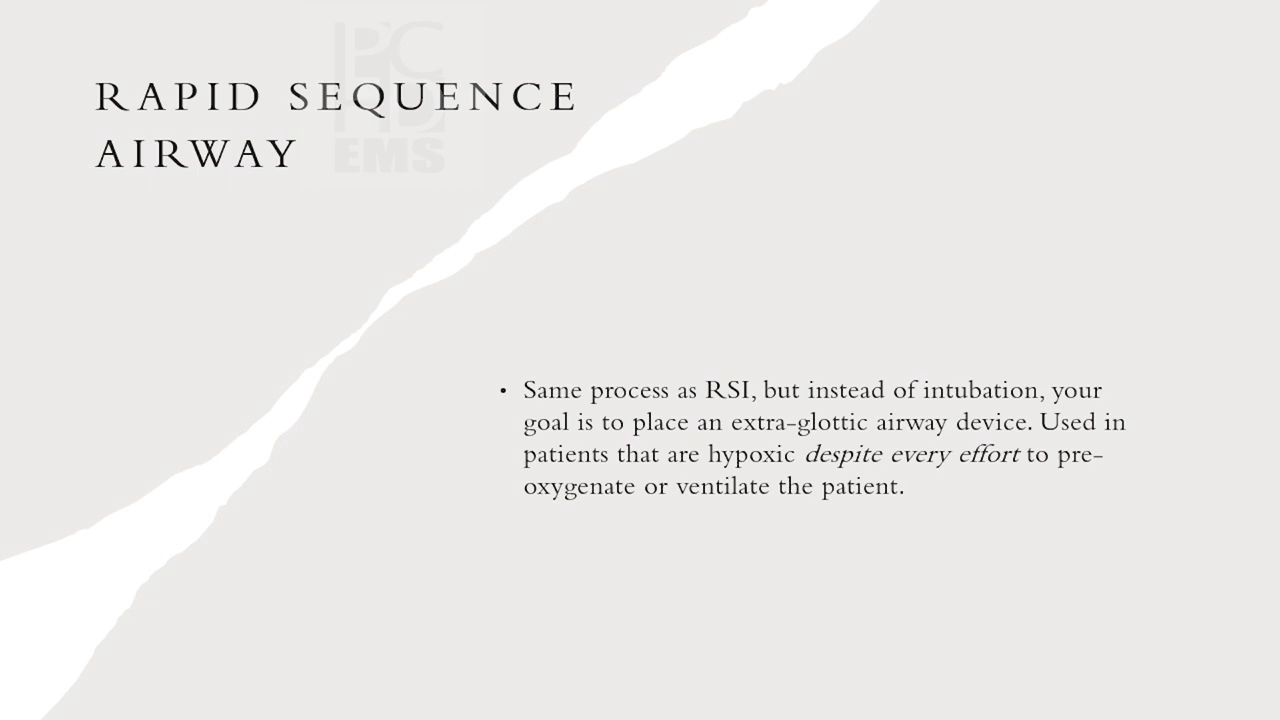 RAPID SEQUENCE
AIRWAY
EMS
• Same process as RSI, but instead of intubation, your
goal is to place an extra-glottic airway device. Used in
patients that are hypoxic despite every effort to pre-
oxygenate or ventilate the patient.